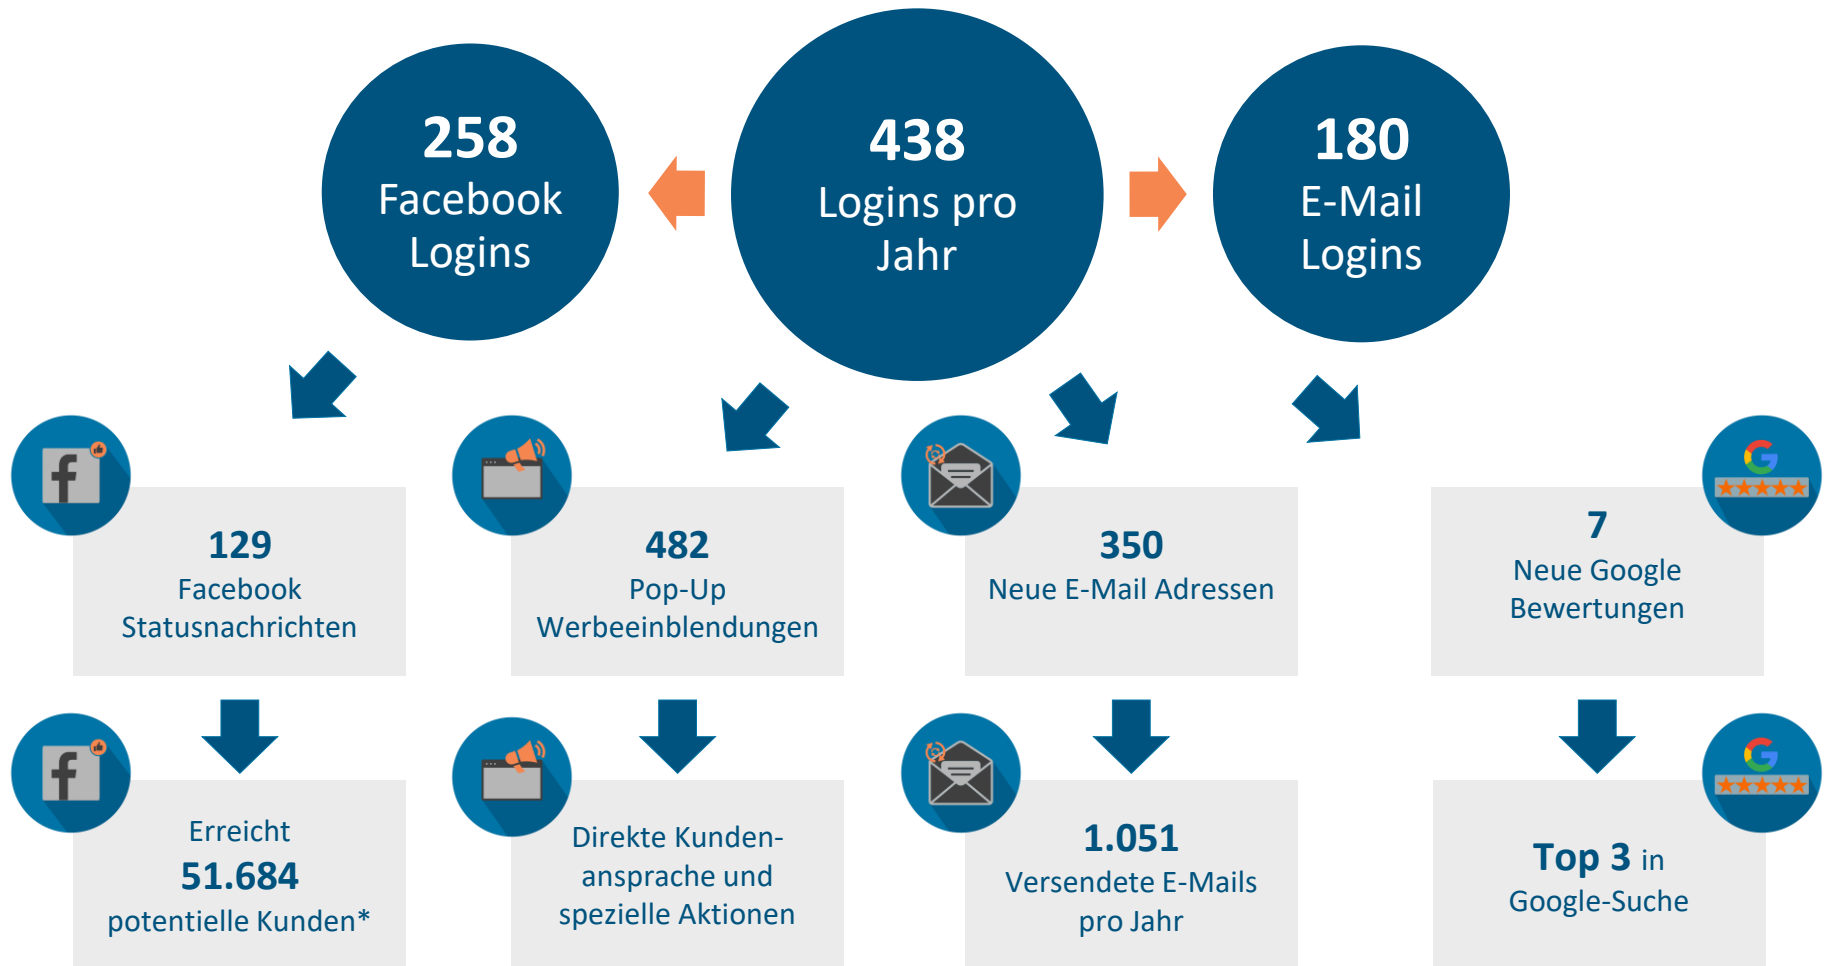 258
Facebook
Logins
438
Logins pro
Jahr
180
E-Mail
Logins
129
Facebook
Statusnachrichten
482
Pop-Up
Werbeeinblendungen
350
Neue E-Mail Adressen
7
Neue Google
Bewertungen
Erreicht
51.684
potentielle Kunden*
Direkte Kunden-
ansprache und
spezielle Aktionen
1.051
Versendete E-Mails
pro Jahr
Top 3 in
Google-Suche